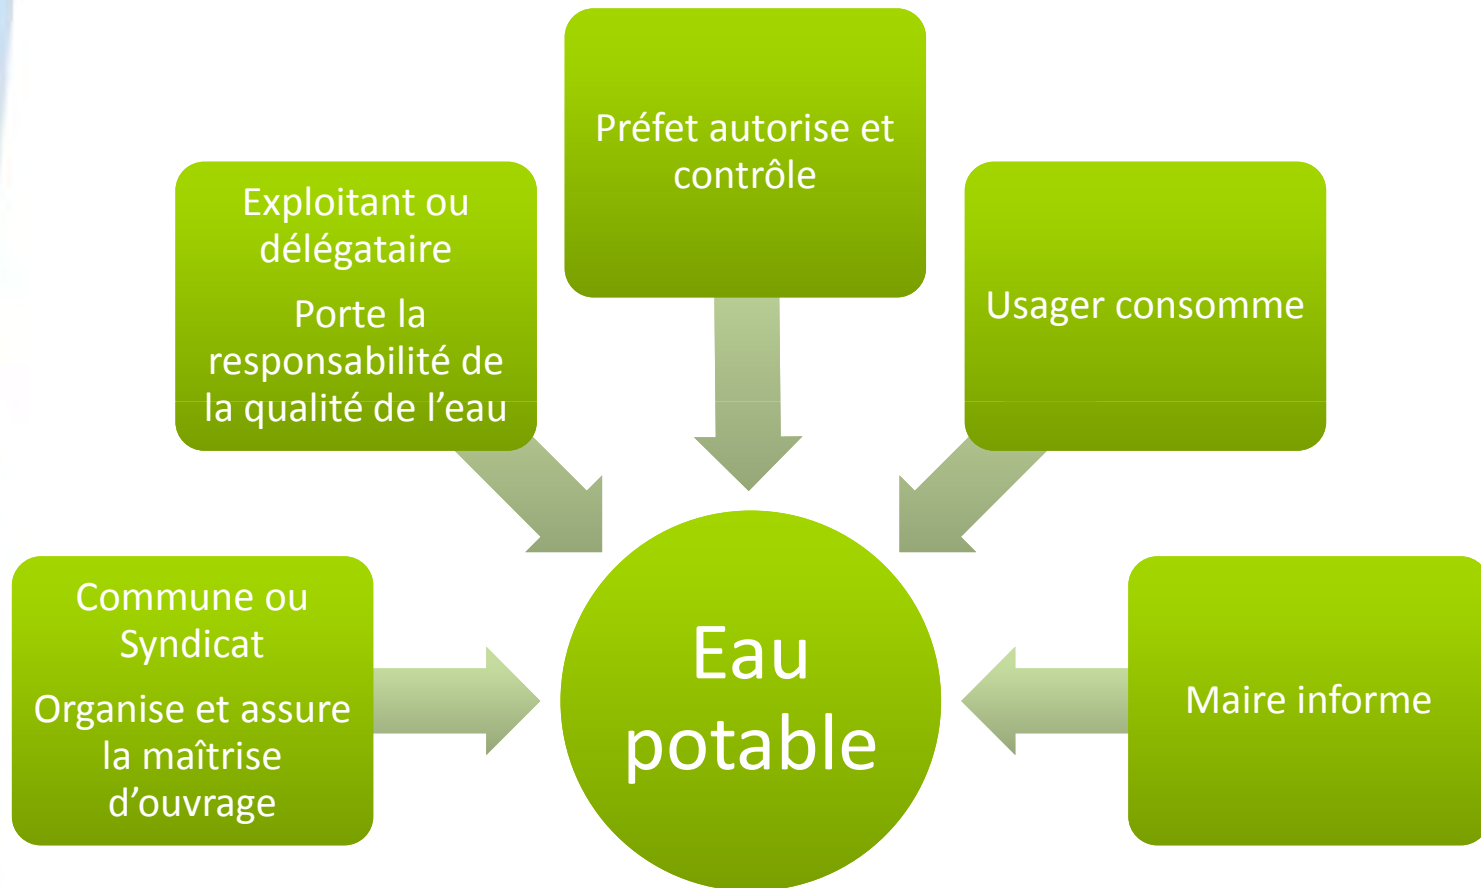 Préfet autorise et
contrôle
Exploitant ou
délégataire
Porte la
responsabilité de
la qualité de l’eau
Usager consomme
Commune ou
Syndicat
Organise et assure
la maîtrise
d’ouvrage
Eau
potable
Maire informe